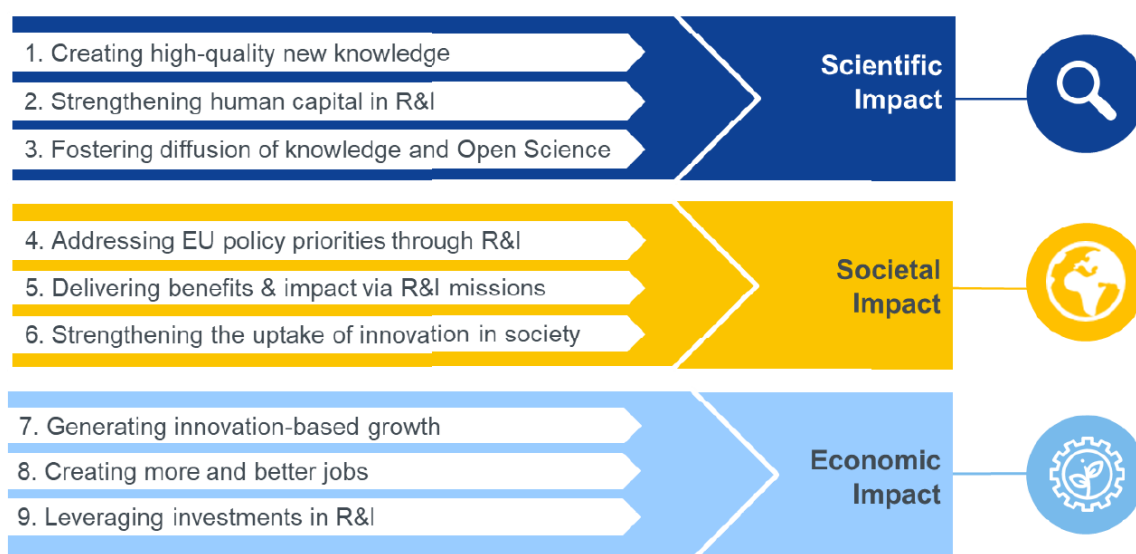 1. Creating high-quality new knowledge
2. Strengthening human capital in R&I
3. Fostering diffusion of knowledge and Open Science
Scientific
Impact
4. Addressing EU policy priorities through R&I
5. Delivering benefits & impact via R&I missions
6. Strengthening the uptake of innovation in society
Societal
Impact
7. Generating innovation-based growth
8. Creating more and better jobs
9. Leveraging investments in R&I
Economic
Impact